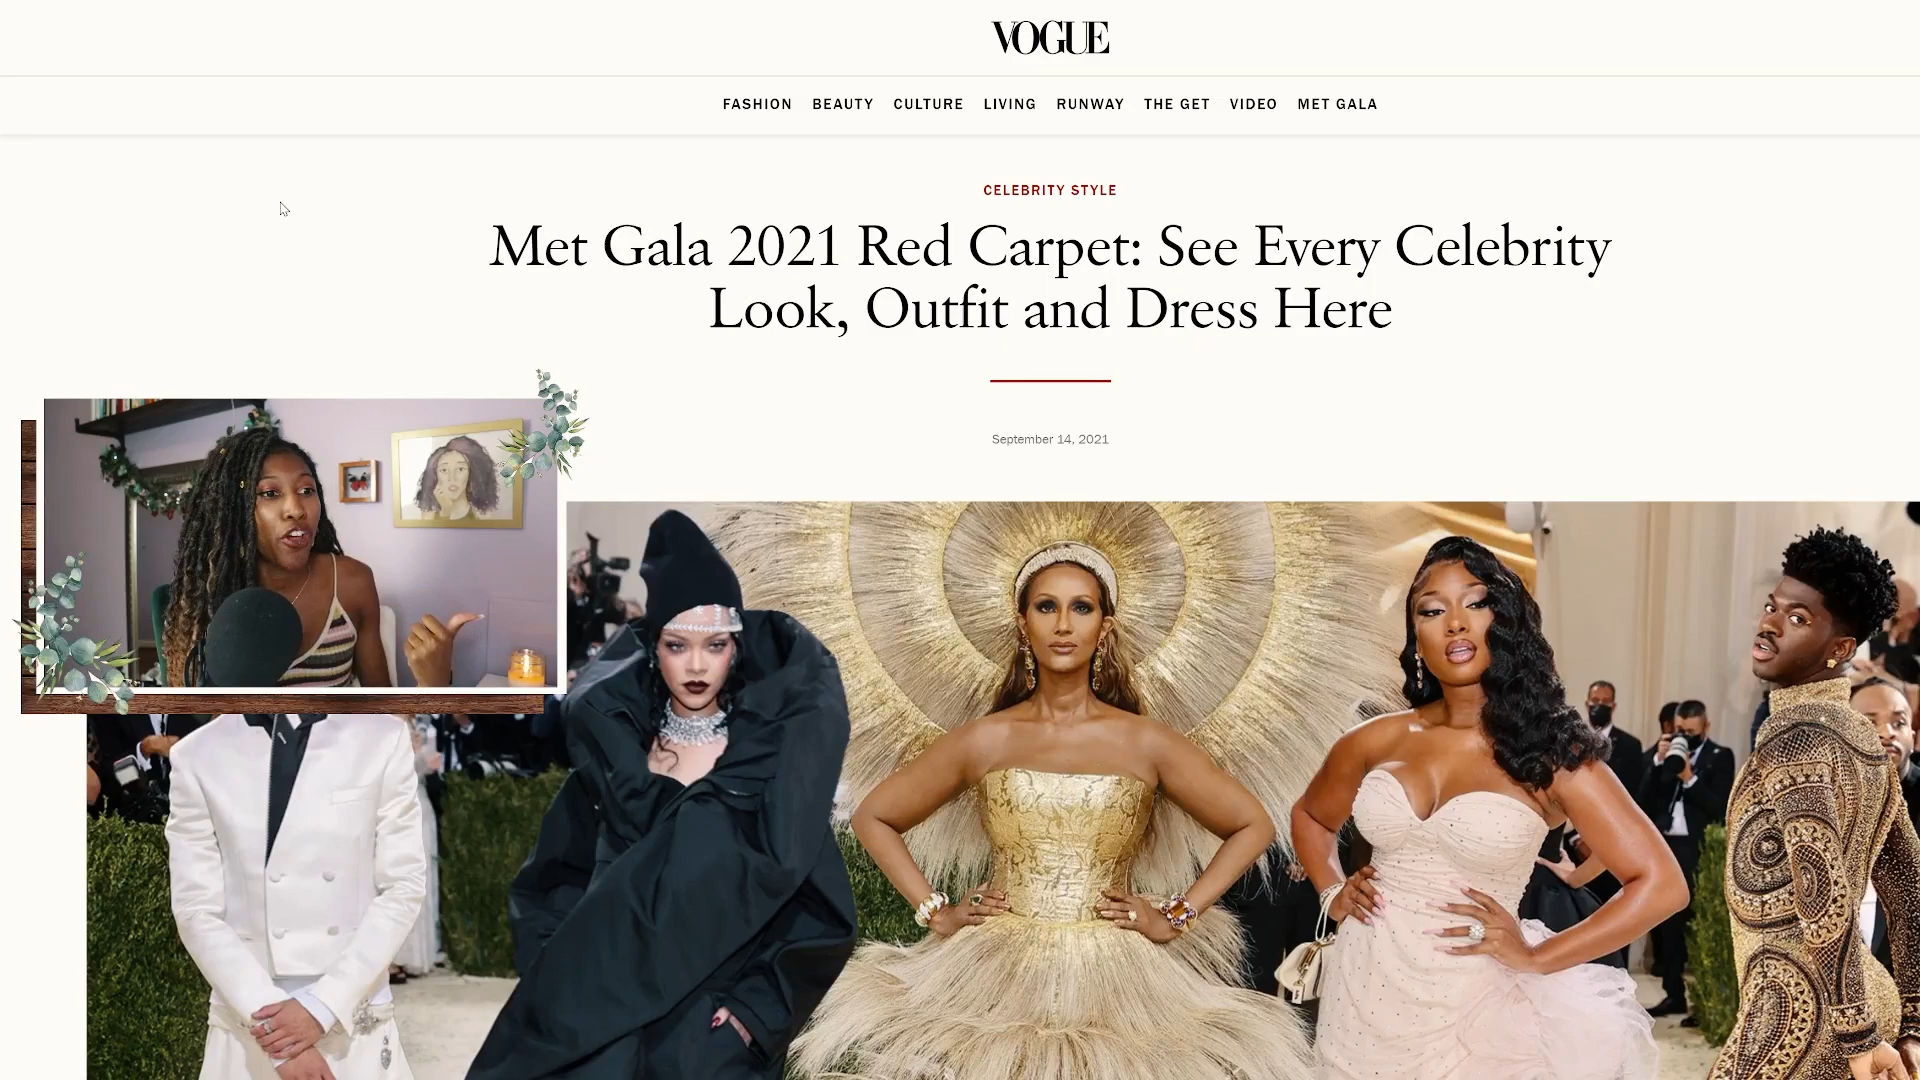 VOGUE
FASHION BEAUTY CULTURE LIVING RUNWAY THE GET VIDEO MET GALA
CELEBRITY STYLE
Met Gala 2021 Red Carpet: See Every Celebrity
Look, Outfit and Dress Here
September 14, 2021